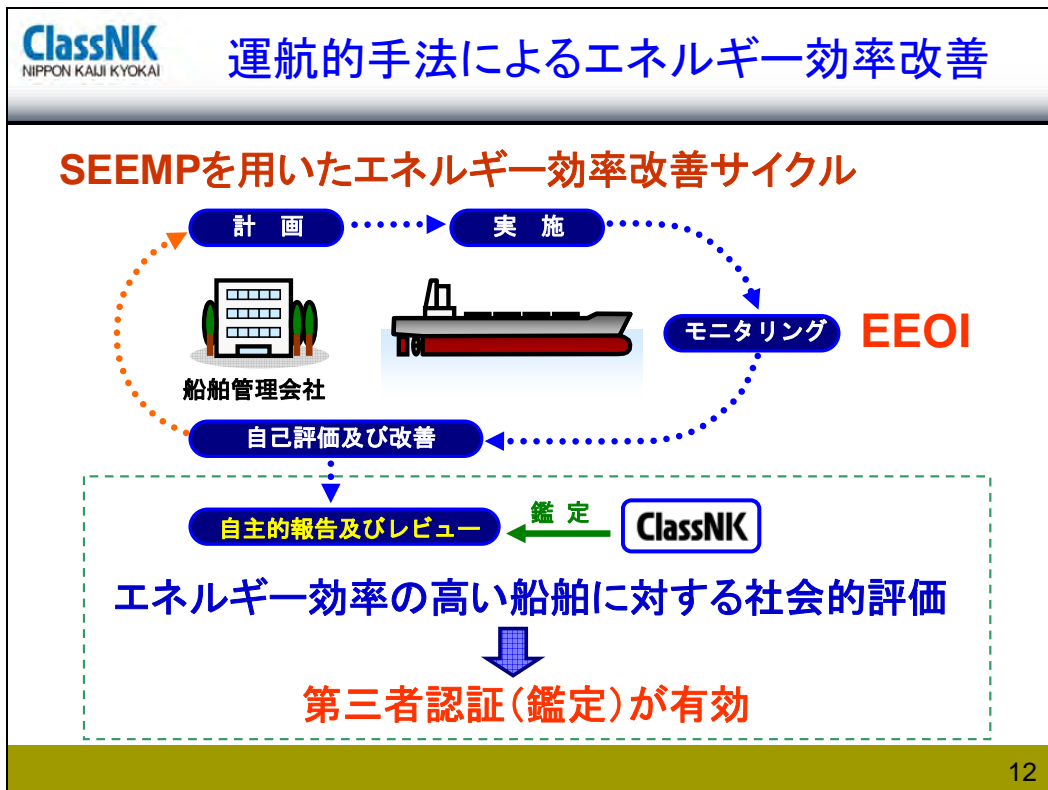 ClassNK
NIPPON KAIJI KYOKAI
運航的手法によるエネルギー効率改善
SEEMPを用いたエネルギー効率改善サイクル
計 画
実 施
モニタリング
EEOI
船舶管理会社
自己評価及び改善
自主的報告及びレビュー
鑑 定
ClassNK
エネルギー効率の高い船舶に対する社会的評価
第三者認証(鑑定)が有効
12